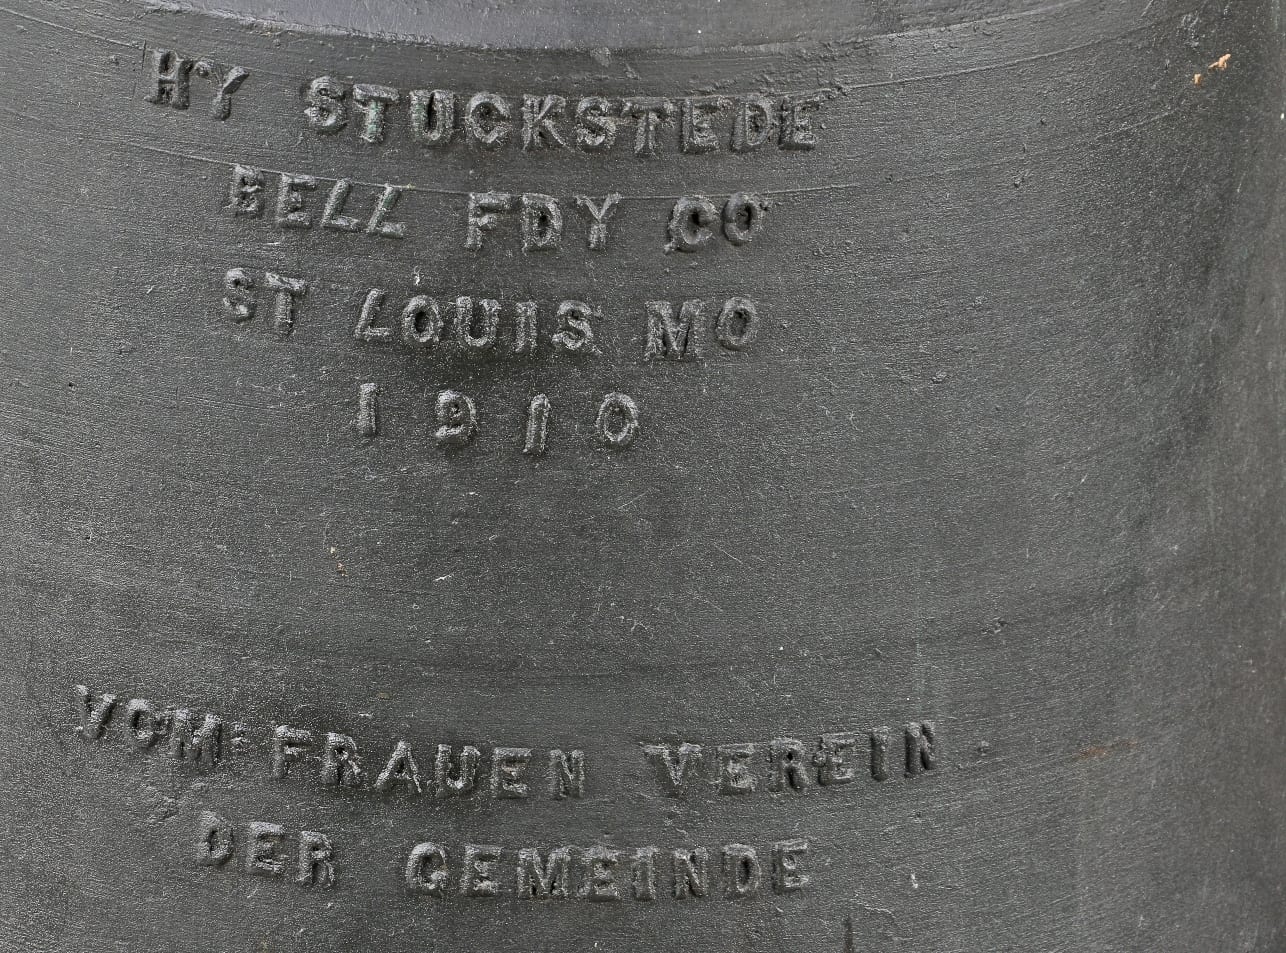 HY STUCKSTEDE
BELL FDY CO
ST LOUIS MO
1910
VOM FRAUEN VEREIN
DER GEMEINDE